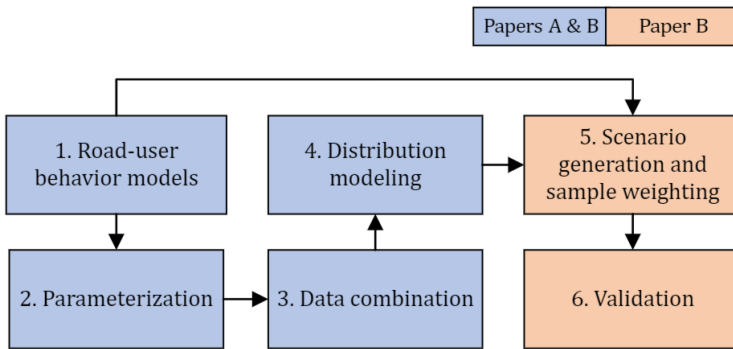 Papers A & B
Paper B
1. Road-user
behavior models
4. Distribution
modeling
5. Scenario
generation and
sample weighting
2. Parameterization
3. Data combination
6. Validation